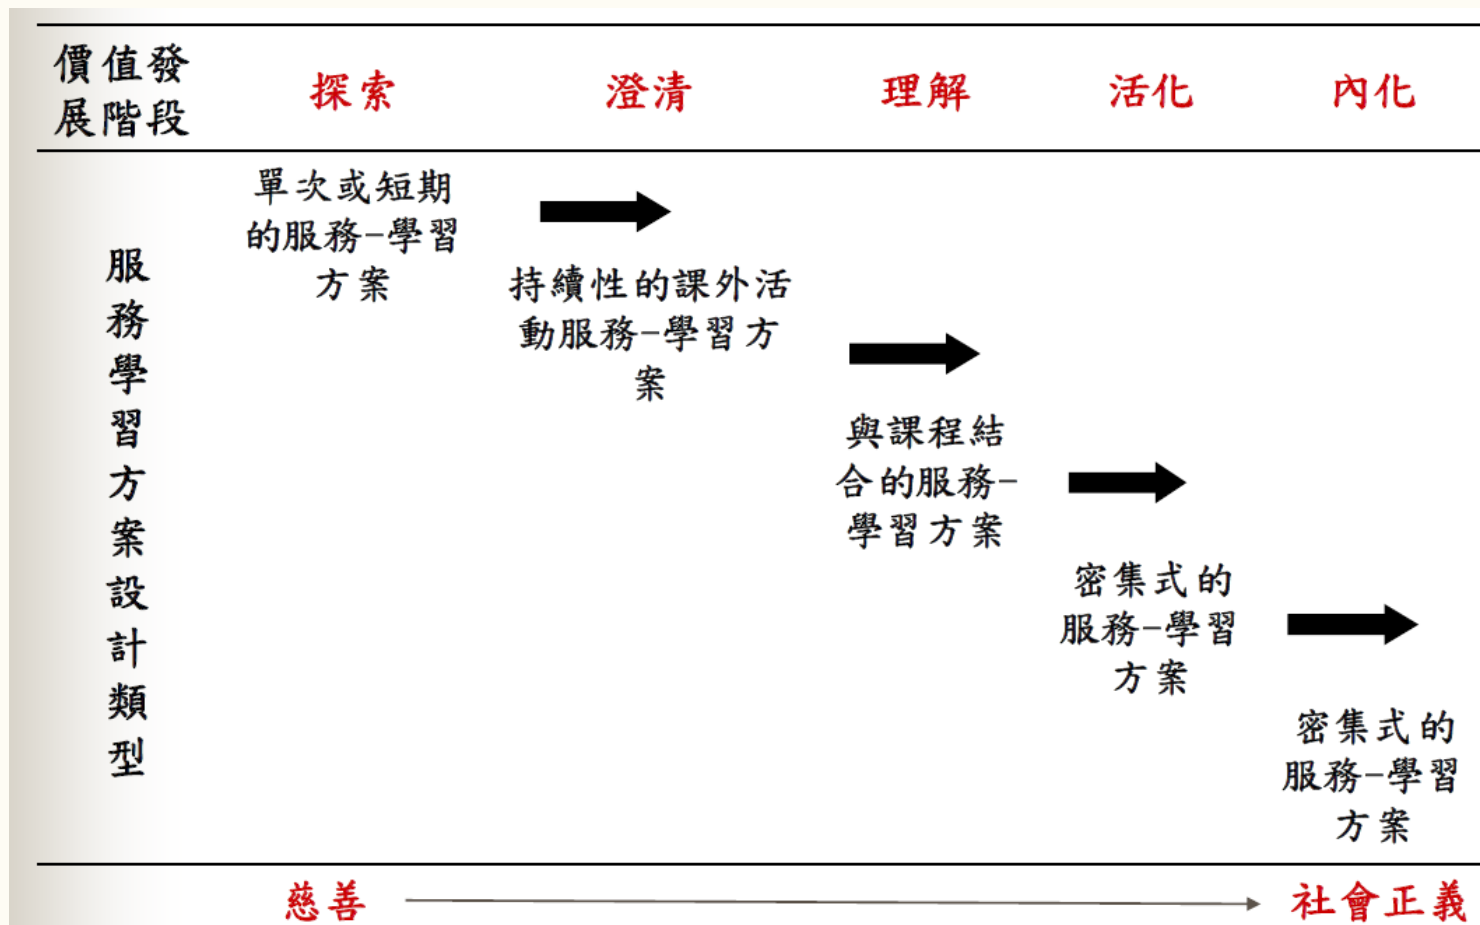 價值發
展階段
探索
澄清
理解
活化
內化
服務學習方案設計類型
單次或短期
的服務-學習
方案
持續性的課外活
動服務-學習方
案
與課程結
合的服務-
學習方案
密集式的
服務-學習
方案
密集式的
服務-學習
方案
慈善
社會正義